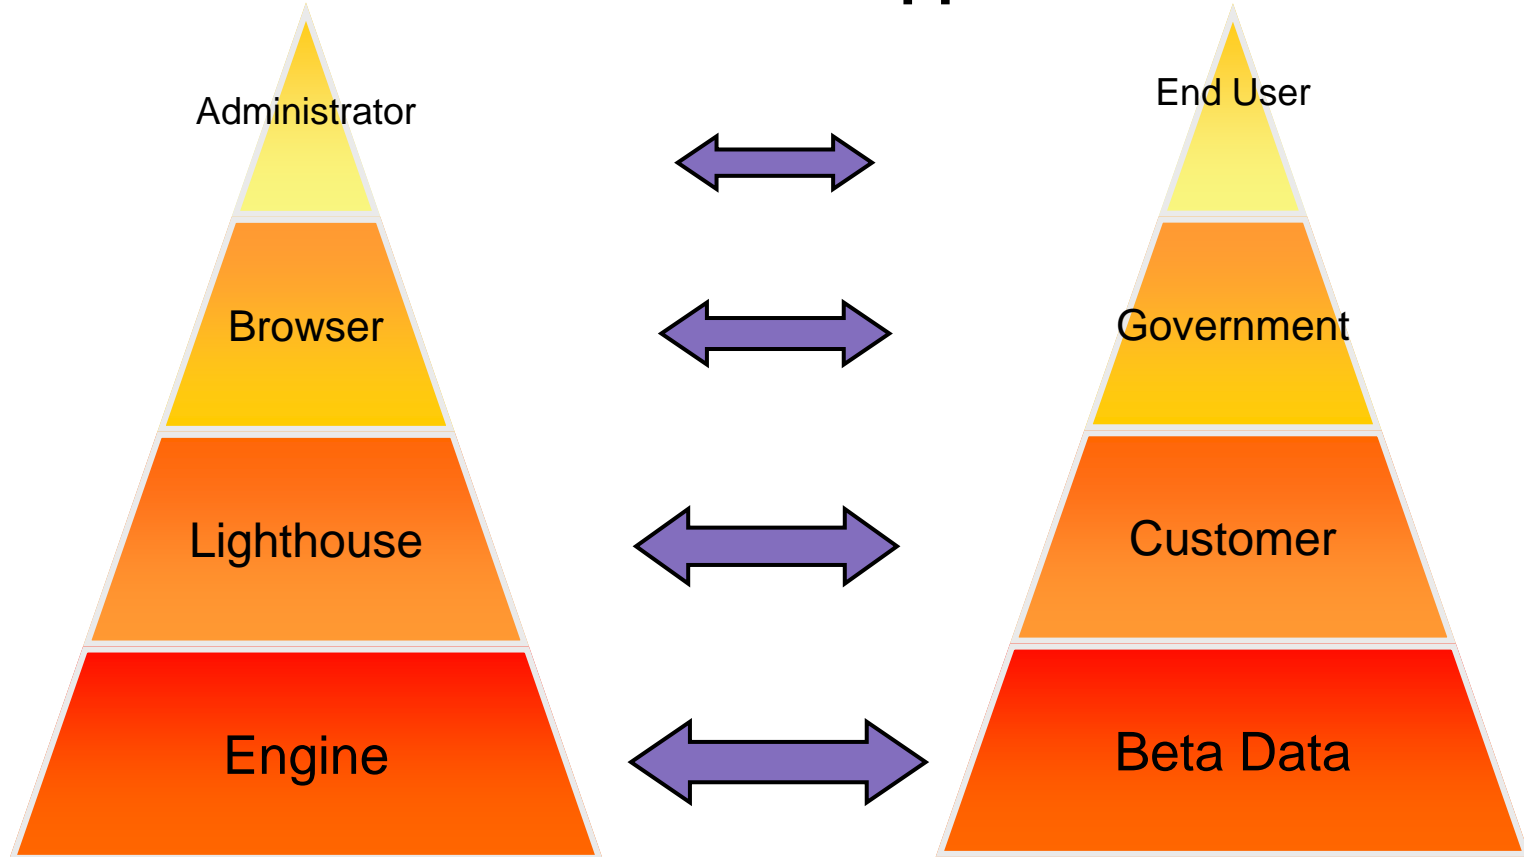 Administrator
End User
Browser
Government
Lighthouse
Customer
Engine
Beta Data